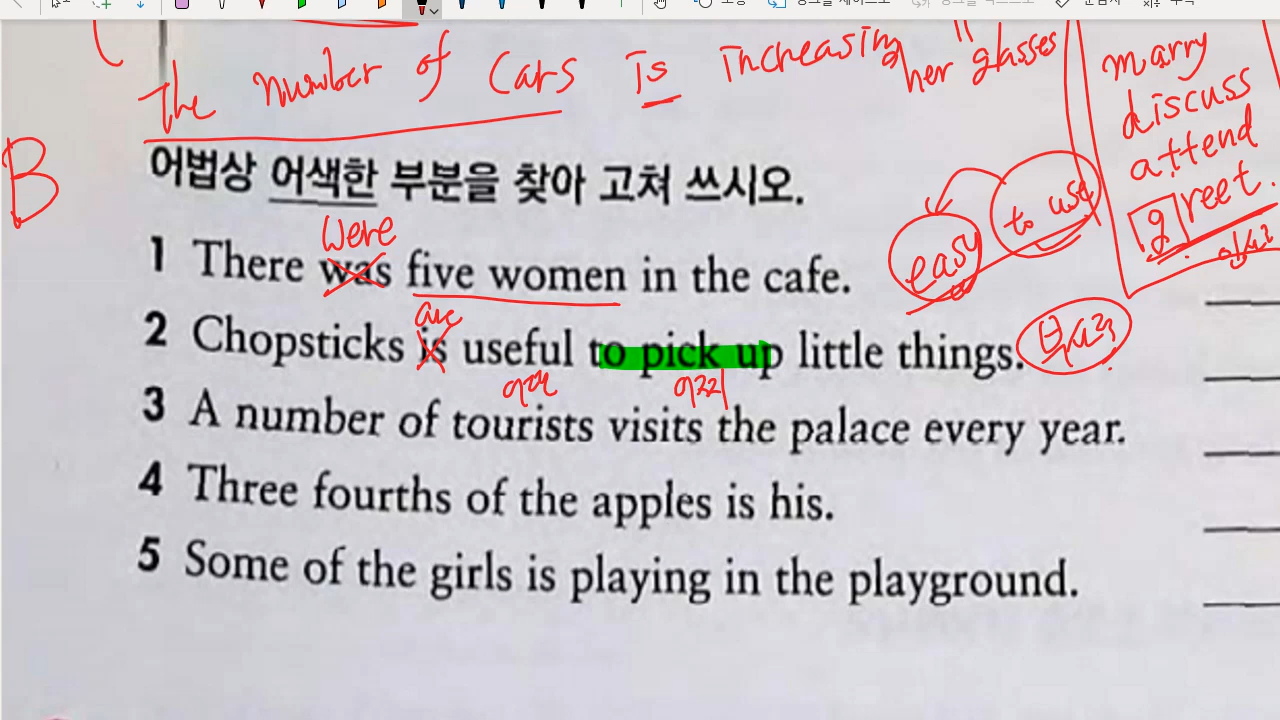 The number of cars is increasing
her glasses
marry
discuss
attend
greet
B
어법상 어색한 부분을 찾아 고쳐 쓰시오.
to use
easy
were
1 There was five women in the cafe.
are
2 Chopsticks is useful to pick up little things.
3 A number of tourists visits the palace every year.
4 Three fourths of the apples is his.
5 Some of the girls is playing in the playground.